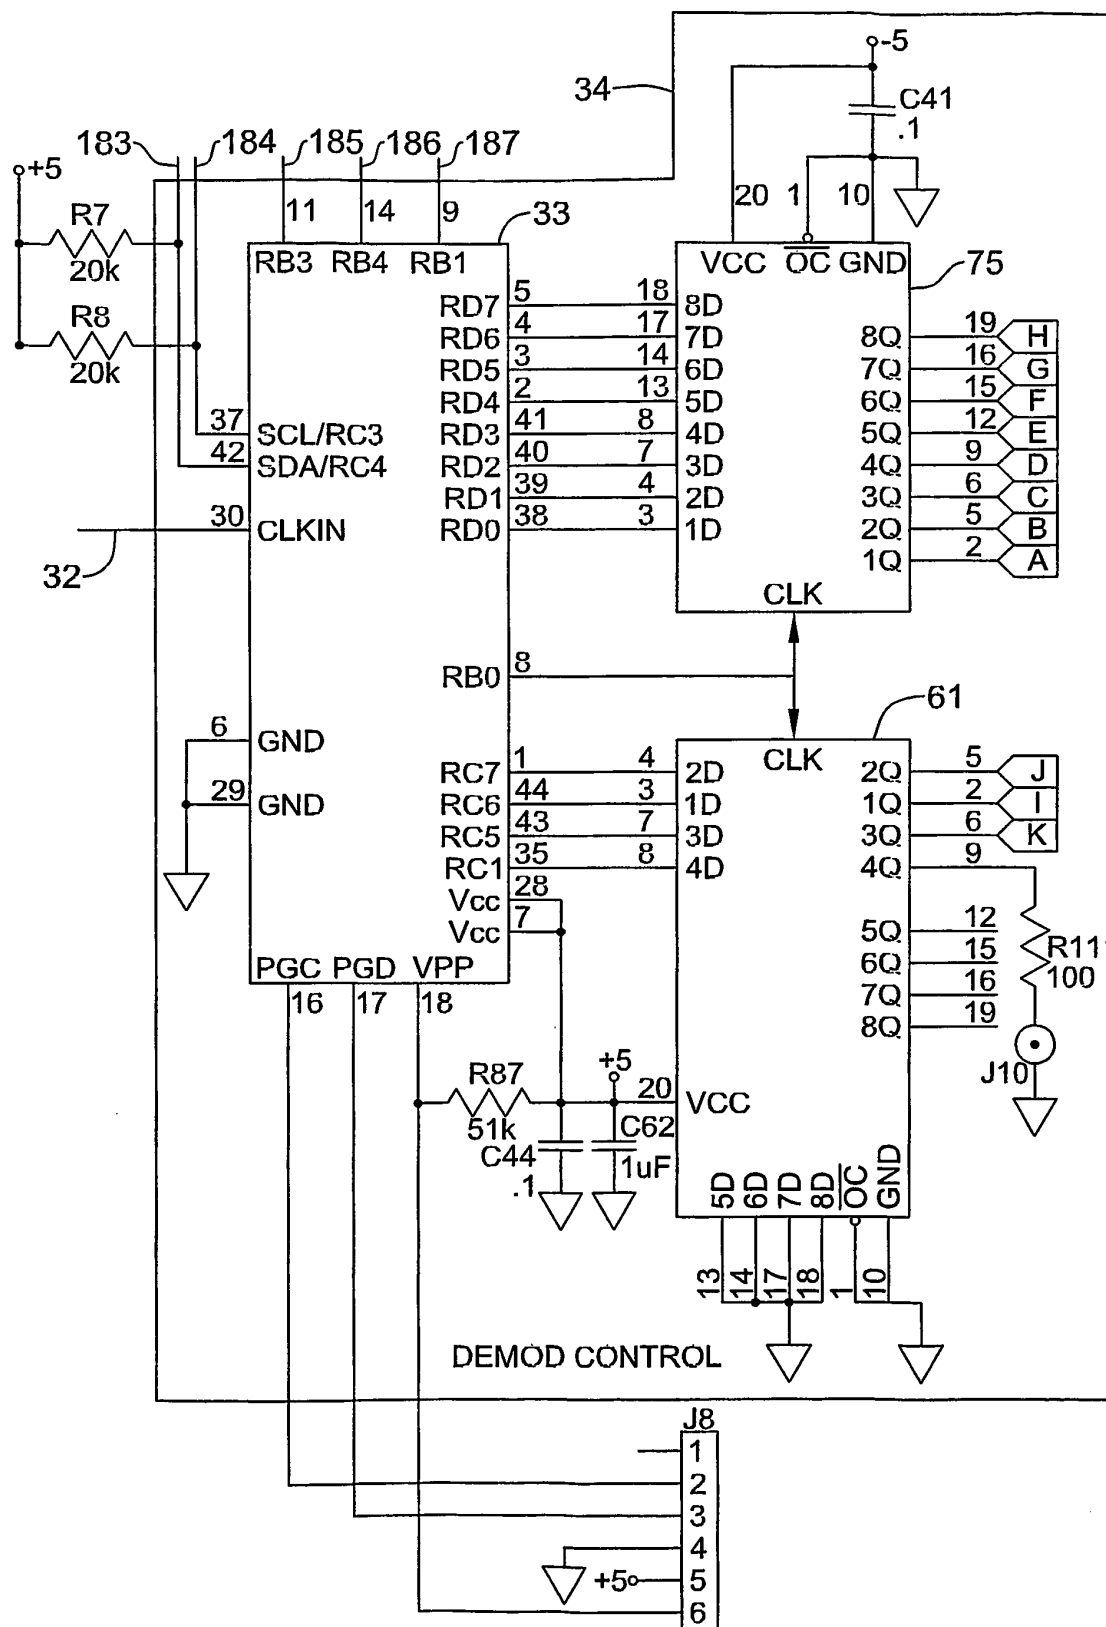 -5
34
C41
.1
183 184 185 186 187
+5
20 1 10
11 14 9 33
R7
20k
RB3 RB4 RB1
VCC OC GND 75
RD7 5 18 8D
R8
20k
RD6 4 17 7D 8Q 19 H
RD5 3 14 6D 7Q 16 G
RD4 2 13 5D 6Q 15 F
37 SCL/RC3 RD3 41 8 4D 5Q 12 E
42 SDA/RC4 RD2 40 7 3D 4Q 9 D
RD1 39 4 2D 3Q 6 C
30 CLKIN RD0 38 3 1D 2Q 5 B
32
1Q 2 A
CLK
RB0 8
61
6 GND
CLK
RC7 1 4 2D 2Q 5 J
29 GND RC6 44 3 1D 1Q 2 I
RC5 43 7 3D 3Q 6 K
RC1 35 8 4D 4Q 9
Vcc 28
Vcc 7
5Q 12
R111
100
6Q 15
PGC PGD VPP
16 17 18
7Q 16
8Q 19
J10
R87
51k
+5
20 VCC
C62
1uF
C44
.1
5D 6D 7D 8D OC GND
13 14 17 18 1 10
DEMOD CONTROL
J8
1
2
3
4
+5 5
6